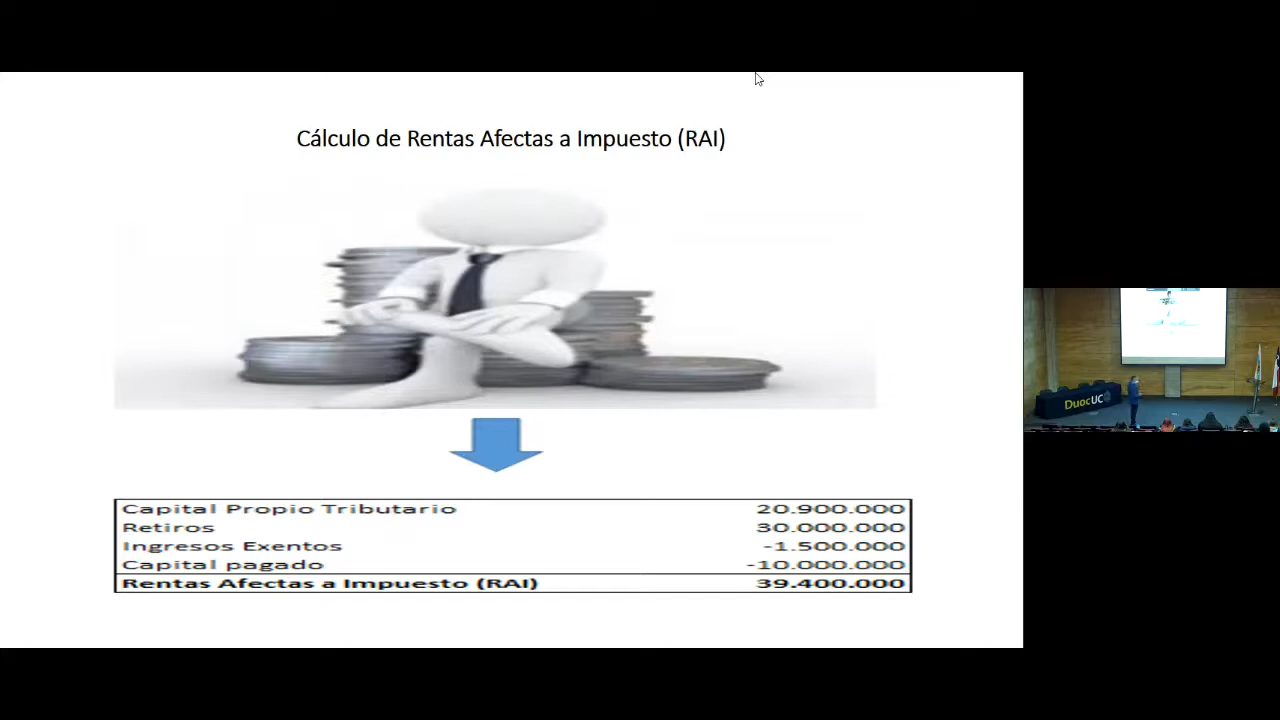 Cálculo de Rentas Afectas a Impuesto (RAI)
Capital Propio Tributario 20.900.000
Retiros 30.000.000
Ingresos Exentos -1.500.000
Capital pagado -10.000.000
Rentas Afectas a Impuesto (RAI) 39.400.000
DuocUC